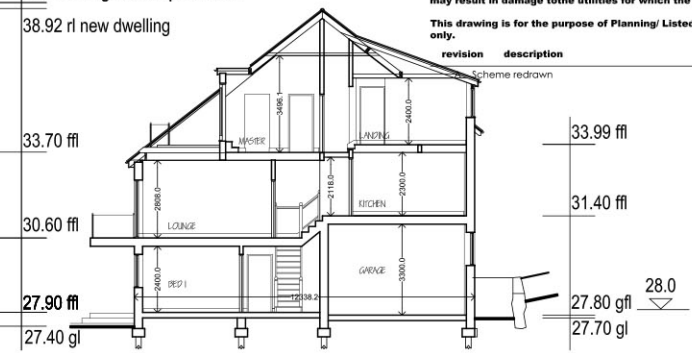 38.92 rl new dwelling
may result in damage tothe utilities for which the
This drawing is for the purpose of Planning/ Listed
only.
revision description
Scheme redrawn
33.70 ffl
30.60 ffl
27.90 ffl
27.40 gl
MASTER
3496.1
LANDING
2400.0
LOUNGE
2808.0
2118.0
KITCHEN
2300.0
BED 1
2400.0
GARAGE
3300.0
33.99 ffl
31.40 ffl
27.80 gfl
27.70 gl
28.0